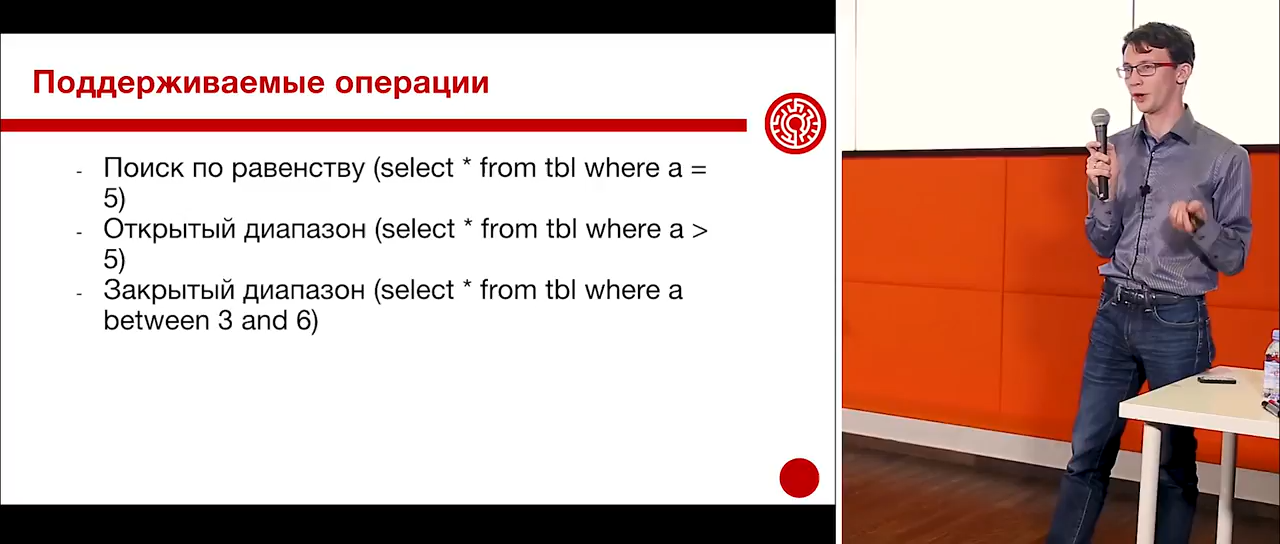 Поддерживаемые операции
- Поиск по равенству (select * from tbl where a =
5)
- Открытый диапазон (select * from tbl where a >
5)
- Закрытый диапазон (select * from tbl where a
between 3 and 6)